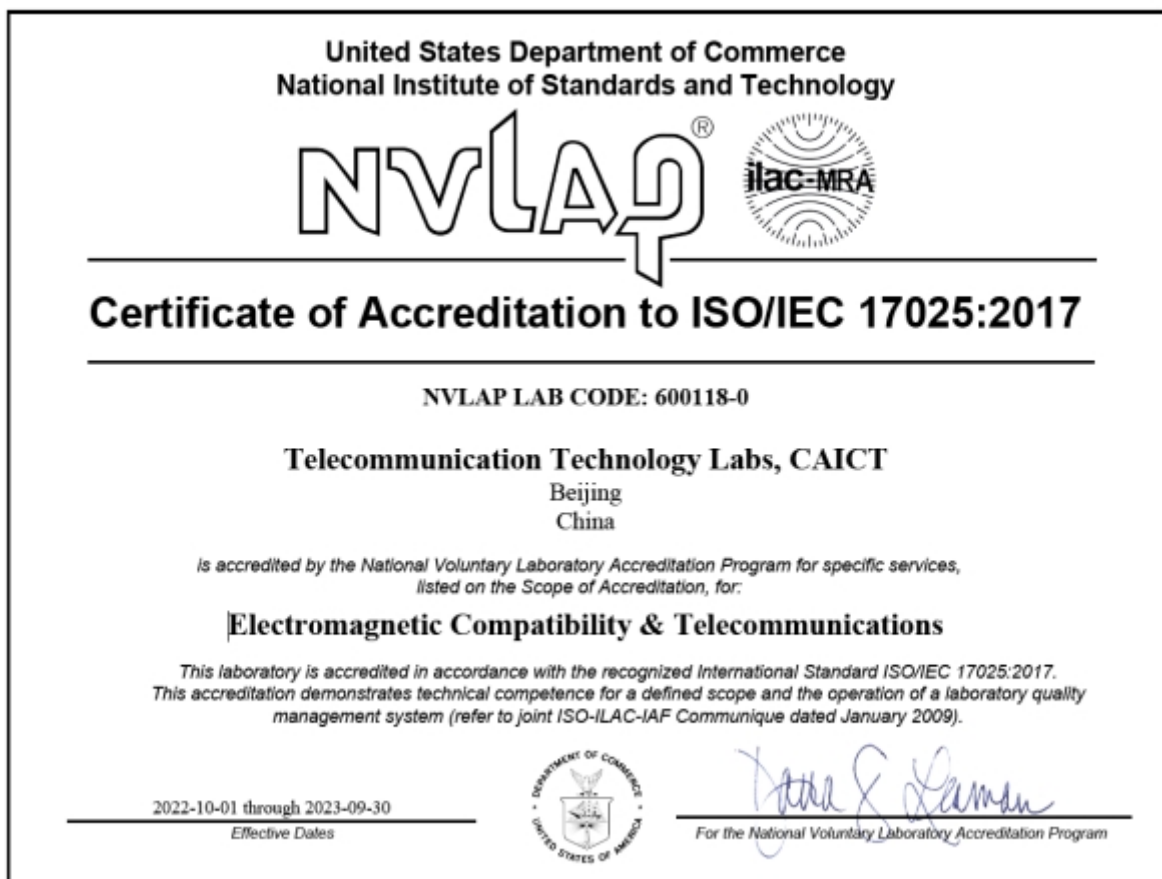 United States Department of Commerce
National Institute of Standards and Technology
NVLAP®
ilac-MRA
Certificate of Accreditation to ISO/IEC 17025:2017
NVLAP LAB CODE: 600118-0
Telecommunication Technology Labs, CAICT
Beijing
China
is accredited by the National Voluntary Laboratory Accreditation Program for specific services,
listed on the Scope of Accreditation, for:
Electromagnetic Compatibility & Telecommunications
This laboratory is accredited in accordance with the recognized International Standard ISO/IEC 17025:2017.
This accreditation demonstrates technical competence for a defined scope and the operation of a laboratory quality
management system (refer to joint ISO-ILAC-IAF Communique dated January 2009).
2022-10-01 through 2023-09-30
Effective Dates
DEPARTMENT OF COMMERCE
UNITED STATES OF AMERICA
For the National Voluntary Laboratory Accreditation Program